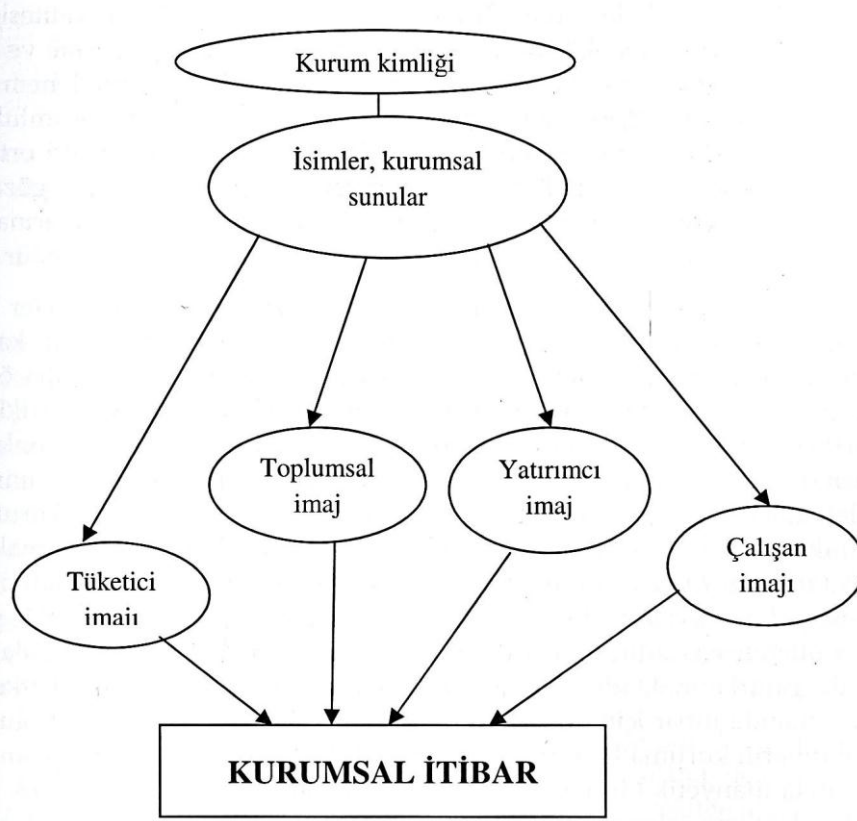 Kurum kimliği
İsimler, kurumsal
sunular
Toplumsal
imaj
Yatırımcı
imaj
Çalışan
imajı
Tüketici
imajı
KURUMSAL İTİBAR